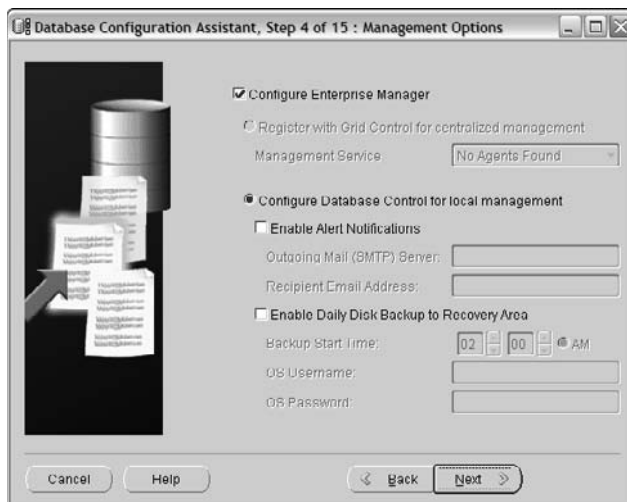 Database Configuration Assistant, Step 4 of 15 : Management Options
Configure Enterprise Manager
Register with Grid Control for centralized management
Management Service No Agents Found
Configure Database Control for local management
Enable Alert Notifications
Outgoing Mail (SMTP) Server:
Recipient Email Address:
Enable Daily Disk Backup to Recovery Area
Backup Start Time: 02 00 AM
OS Username:
OS Password:
Cancel Help Back Next